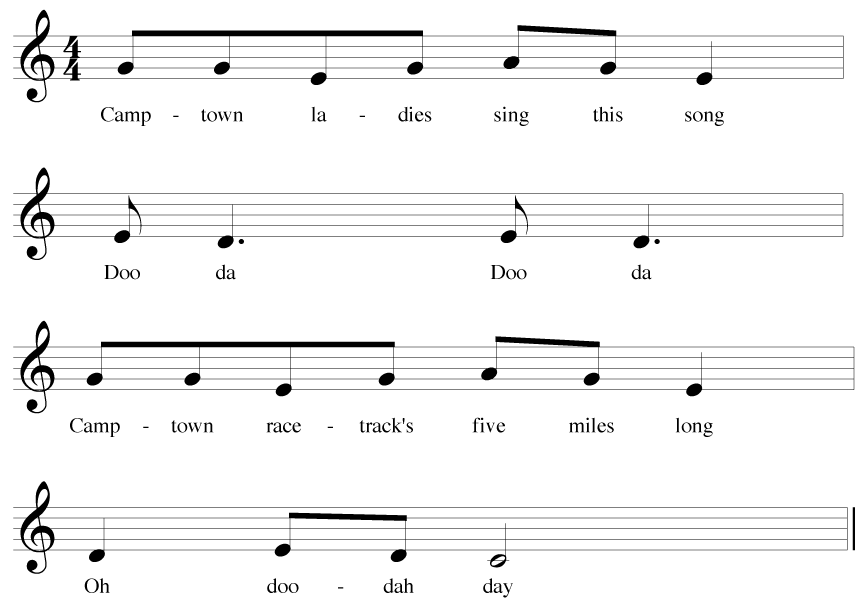 4/4
Camp - town la - dies sing this song
Doo da Doo da
Camp - town race - track's five miles long
Oh doo - dah day